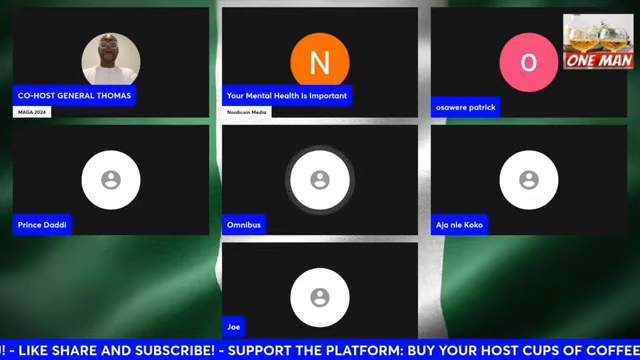 ONE MAN
CO-HOST GENERAL THOMAS
MAGA 2024
N
Your Mental Health Is Important
Nordicoin Media
O
osawere patrick
Prince Daddi
Omnibus
Aja nie Koko
Joe
! - LIKE SHARE AND SUBSCRIBE! - SUPPORT THE PLATFORM: BUY YOUR HOST CUPS OF COFFEE